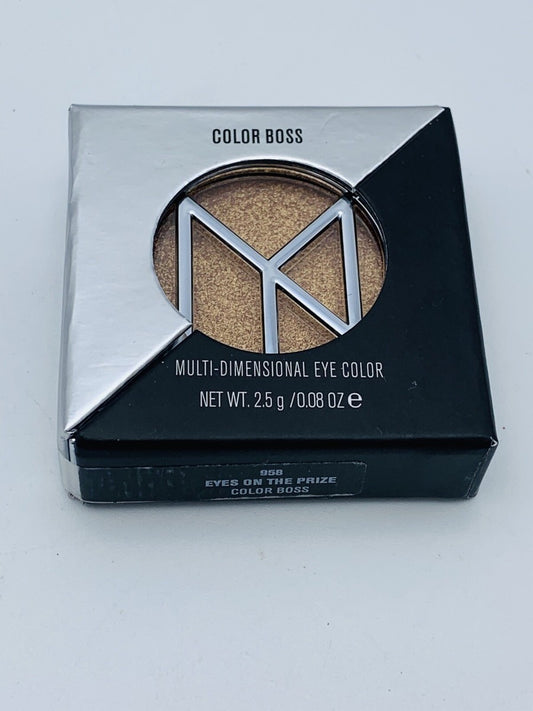 COLOR BOSS
MULTI-DIMENSIONAL EYE COLOR
NET WT. 2.5 g / 0.08 OZ ℮
958
EYES ON THE PRIZE
COLOR BOSS